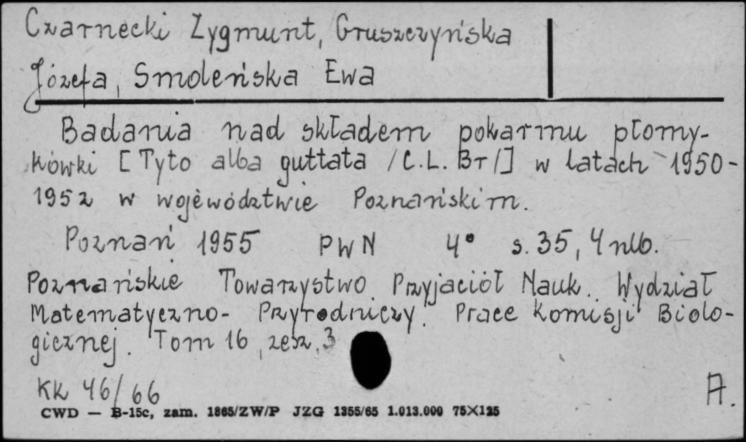 Czarnecki Zygmunt, Gruszczyńska
Józefa, Smoleńska Ewa
Badania nad składem pokarmu płomy-
kówki [Tyto alba guttata /C.L. Br/] w latach 1950-
1952 w województwie Poznańskim.
Poznań 1955 PWN 4° s. 35, 4 nlb.
Poznańskie Towarzystwo Przyjaciół Nauk. Wydział
Matematyczno-Przyrodniczy. Prace Komisji Biolo-
gicznej. Tom 16, zesz. 3
KK 46/66
A.
CWD — B-15c, zam. 1865/ZW/P JZG 1355/65 1.013.000 75×125